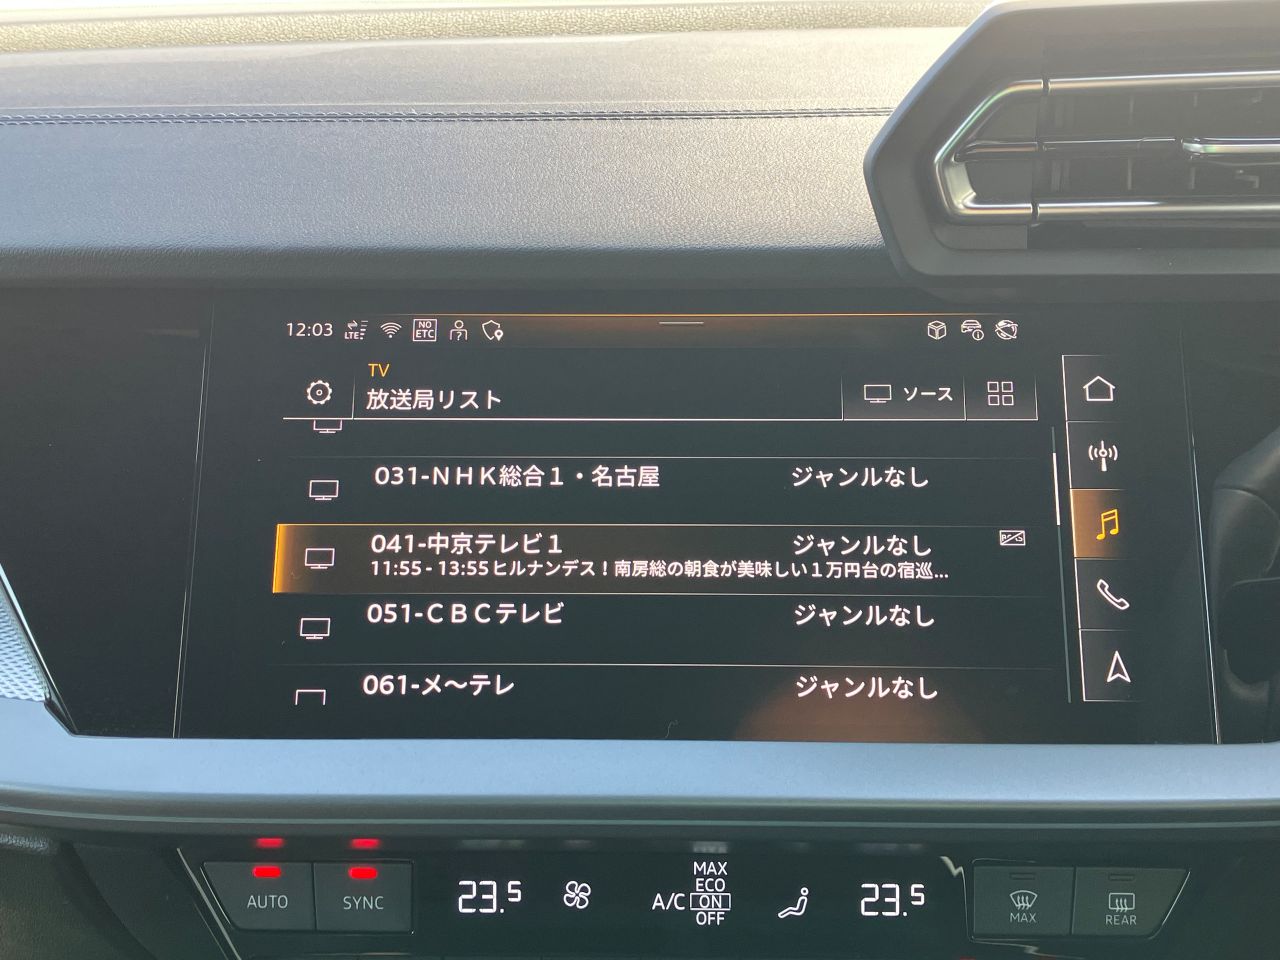 12:03 LTE NO ETC
TV
放送局リスト ソース
031-NHK総合1・名古屋 ジャンルなし
041-中京テレビ1 ジャンルなし
11:55 - 13:55 ヒルナンデス！南房総の朝食が美味しい1万円台の宿巡...
051-CBCテレビ ジャンルなし
061-メ～テレ ジャンルなし
AUTO SYNC 23.5 A/C MAX ECO ON OFF 23.5 MAX REAR